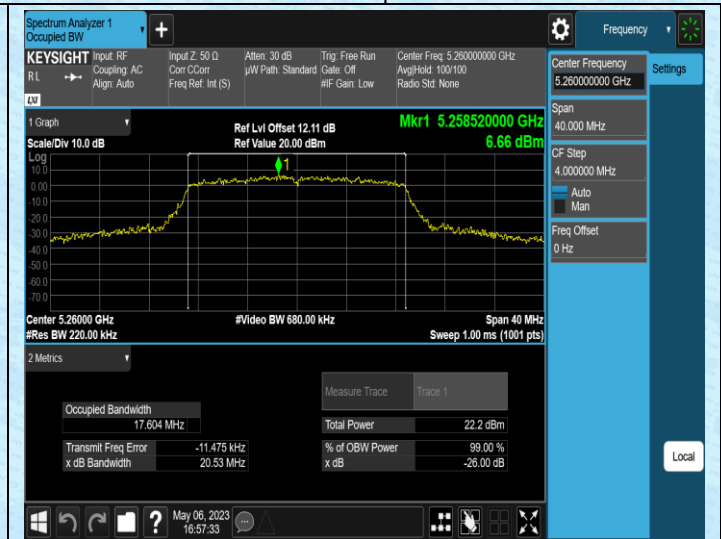 Spectrum Analyzer 1
Occupied BW
+
Frequency
KEYSIGHT
R L
LXI
Input: RF
Coupling: AC
Align: Auto
Input Z: 50 Ω
Corr CCorr
Freq Ref: Int (S)
Atten: 30 dB
µW Path: Standard
Trig: Free Run
Gate: Off
#IF Gain: Low
Center Freq: 5.260000000 GHz
Avg|Hold: 100/100
Radio Std: None
Center Frequency
5.260000000 GHz
Settings
Span
40.000 MHz
CF Step
4.000000 MHz
Auto
Man
Freq Offset
0 Hz
Local
1 Graph
Scale/Div 10.0 dB
Ref Lvl Offset 12.11 dB
Ref Value 20.00 dBm
Mkr1 5.258520000 GHz
6.66 dBm
Log
10.0
0.00
-10.0
-20.0
-30.0
-40.0
-50.0
-60.0
-70.0
1
Center 5.26000 GHz
#Res BW 220.00 kHz
#Video BW 680.00 kHz
Span 40 MHz
Sweep 1.00 ms (1001 pts)
2 Metrics
Measure Trace
Trace 1
Occupied Bandwidth
17.604 MHz
Total Power
22.2 dBm
Transmit Freq Error
-11.475 kHz
% of OBW Power
99.00 %
x dB Bandwidth
20.53 MHz
x dB
-26.00 dB
?
May 06, 2023
16:57:33